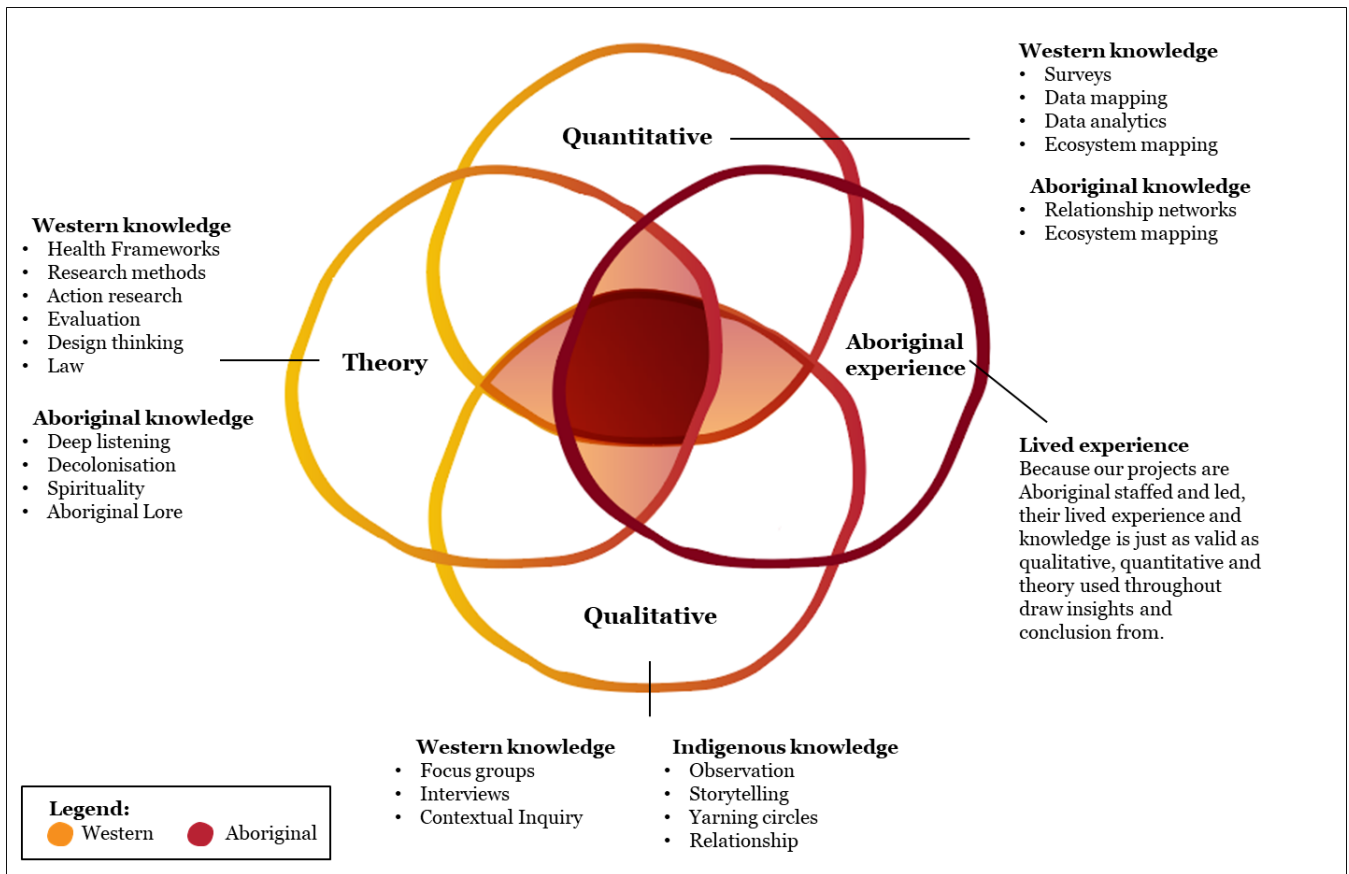 Quantitative
Western knowledge
• Surveys
• Data mapping
• Data analytics
• Ecosystem mapping
Aboriginal knowledge
• Relationship networks
• Ecosystem mapping
Western knowledge
• Health Frameworks
• Research methods
• Action research
• Evaluation
• Design thinking
• Law
Aboriginal knowledge
• Deep listening
• Decolonisation
• Spirituality
• Aboriginal Lore
Theory
Aboriginal
experience
Lived experience
Because our projects are
Aboriginal staffed and led,
their lived experience and
knowledge is just as valid as
qualitative, quantitative and
theory used throughout
draw insights and
conclusion from.
Qualitative
Western knowledge
• Focus groups
• Interviews
• Contextual Inquiry
Indigenous knowledge
• Observation
• Storytelling
• Yarning circles
• Relationship
Legend:
Western
Aboriginal